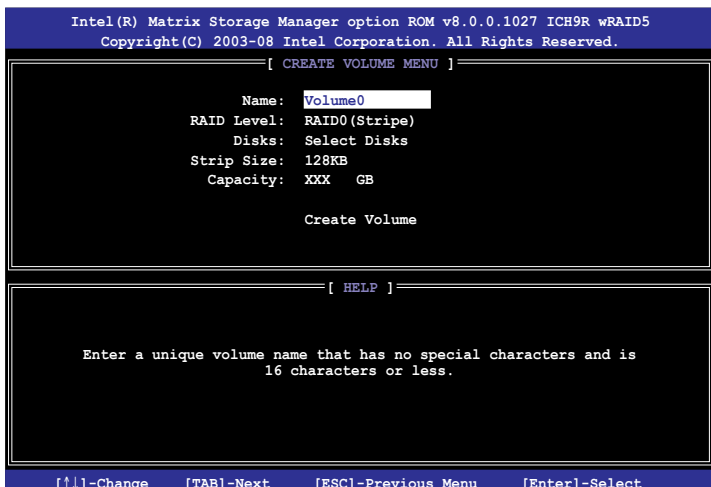 Intel(R) Matrix Storage Manager option ROM v8.0.0.1027 ICH9R wRAID5
Copyright(C) 2003-08 Intel Corporation. All Rights Reserved.
[ CREATE VOLUME MENU ]
Name: Volume0
RAID Level: RAID0(Stripe)
Disks: Select Disks
Strip Size: 128KB
Capacity: XXX GB
Create Volume
[ HELP ]
Enter a unique volume name that has no special characters and is
16 characters or less.
[↑↓]-Change [TAB]-Next [ESC]-Previous Menu [Enter]-Select